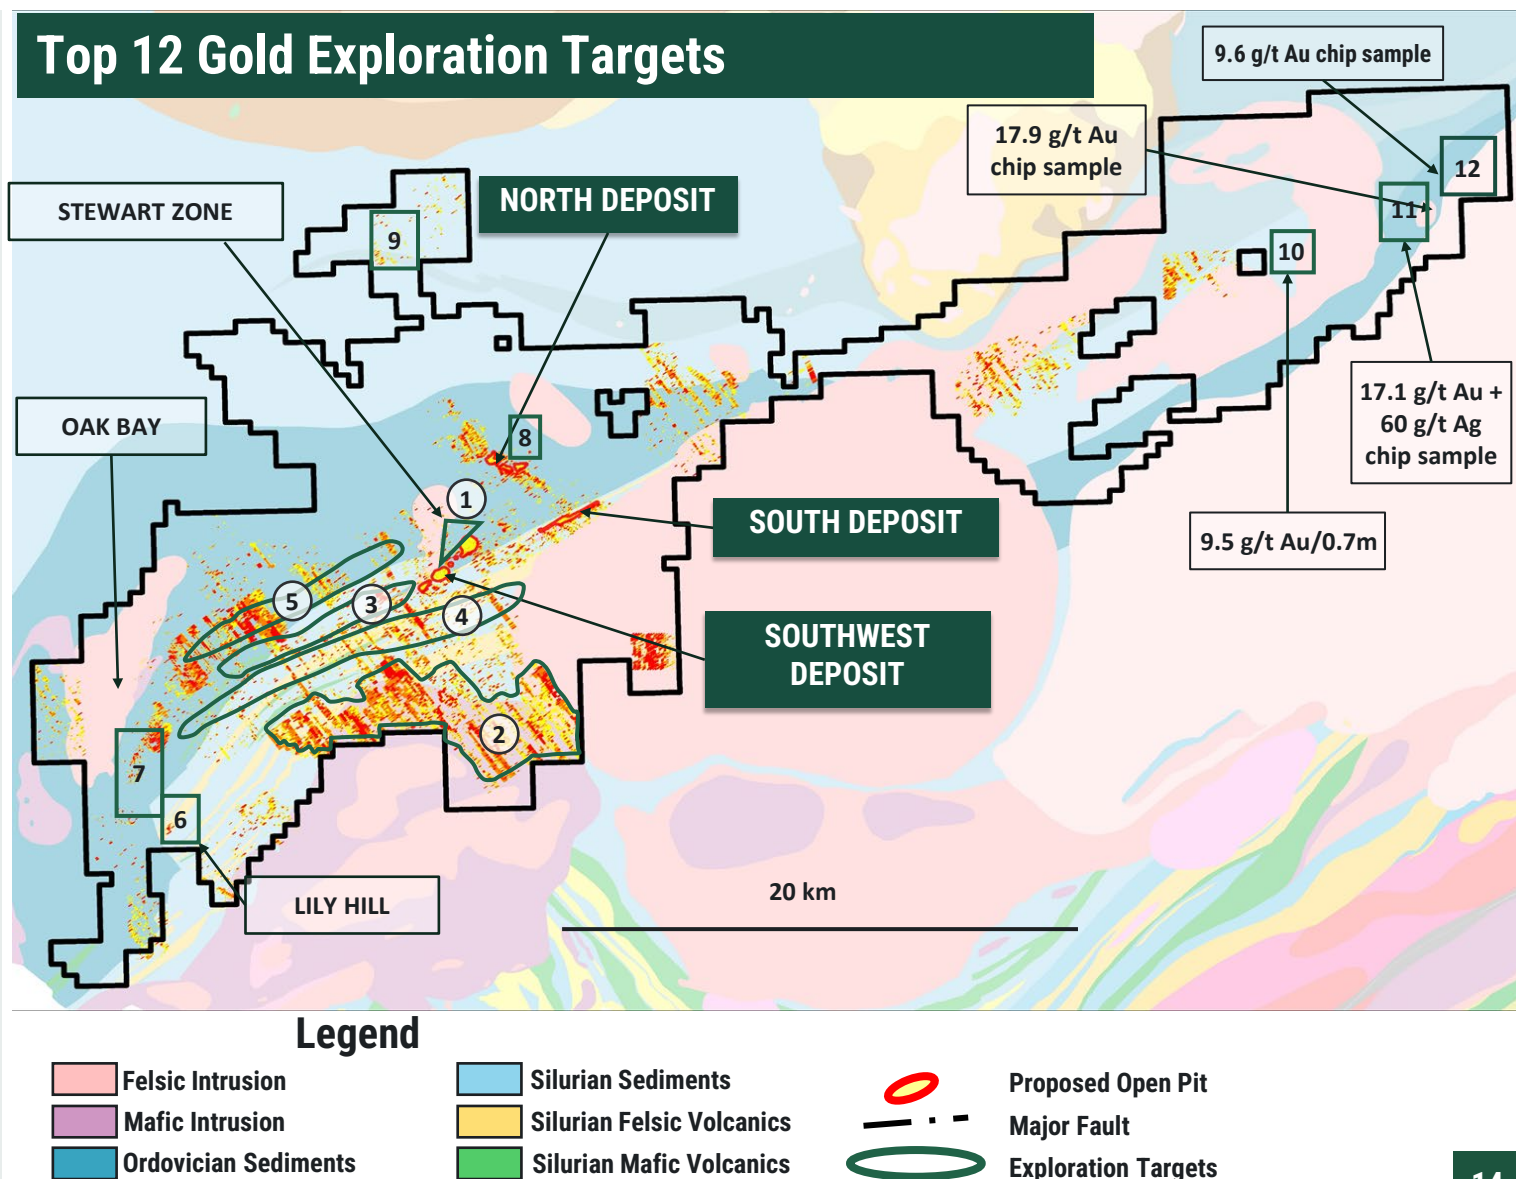 Top 12 Gold Exploration Targets
9.6 g/t Au chip sample
17.9 g/t Au
chip sample
12
11
10
STEWART ZONE
NORTH DEPOSIT
9
OAK BAY
8
1
17.1 g/t Au +
60 g/t Ag
chip sample
SOUTH DEPOSIT
9.5 g/t Au/0.7m
5
3
4
SOUTHWEST
DEPOSIT
2
7
6
LILY HILL
20 km
Legend
Felsic Intrusion
Mafic Intrusion
Ordovician Sediments
Silurian Sediments
Silurian Felsic Volcanics
Silurian Mafic Volcanics
Proposed Open Pit
Major Fault
Exploration Targets
14